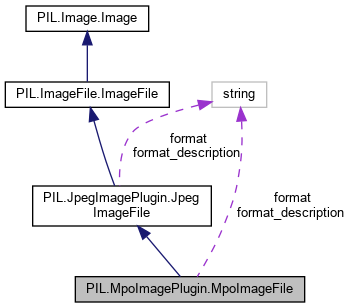 PIL.Image.Image
PIL.ImageFile.ImageFile
string
format
format_description
PIL.JpegImagePlugin.Jpeg
ImageFile
format
format_description
PIL.MpoImagePlugin.MpoImageFile